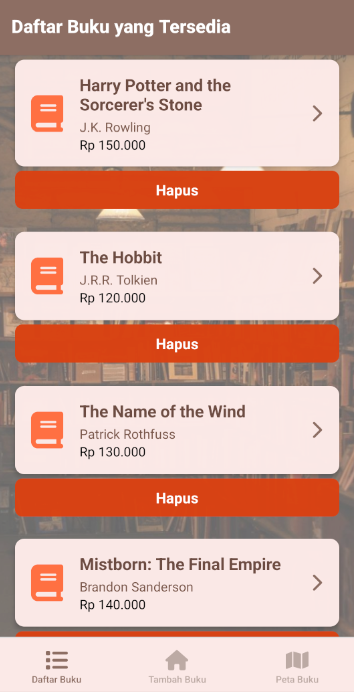 Daftar Buku yang Tersedia
Harry Potter and the
Sorcerer's Stone
J.K. Rowling
Rp 150.000
Hapus
The Hobbit
J.R.R. Tolkien
Rp 120.000
Hapus
The Name of the Wind
Patrick Rothfuss
Rp 130.000
Hapus
Mistborn: The Final Empire
Brandon Sanderson
Rp 140.000
Daftar Buku
Tambah Buku
Peta Buku